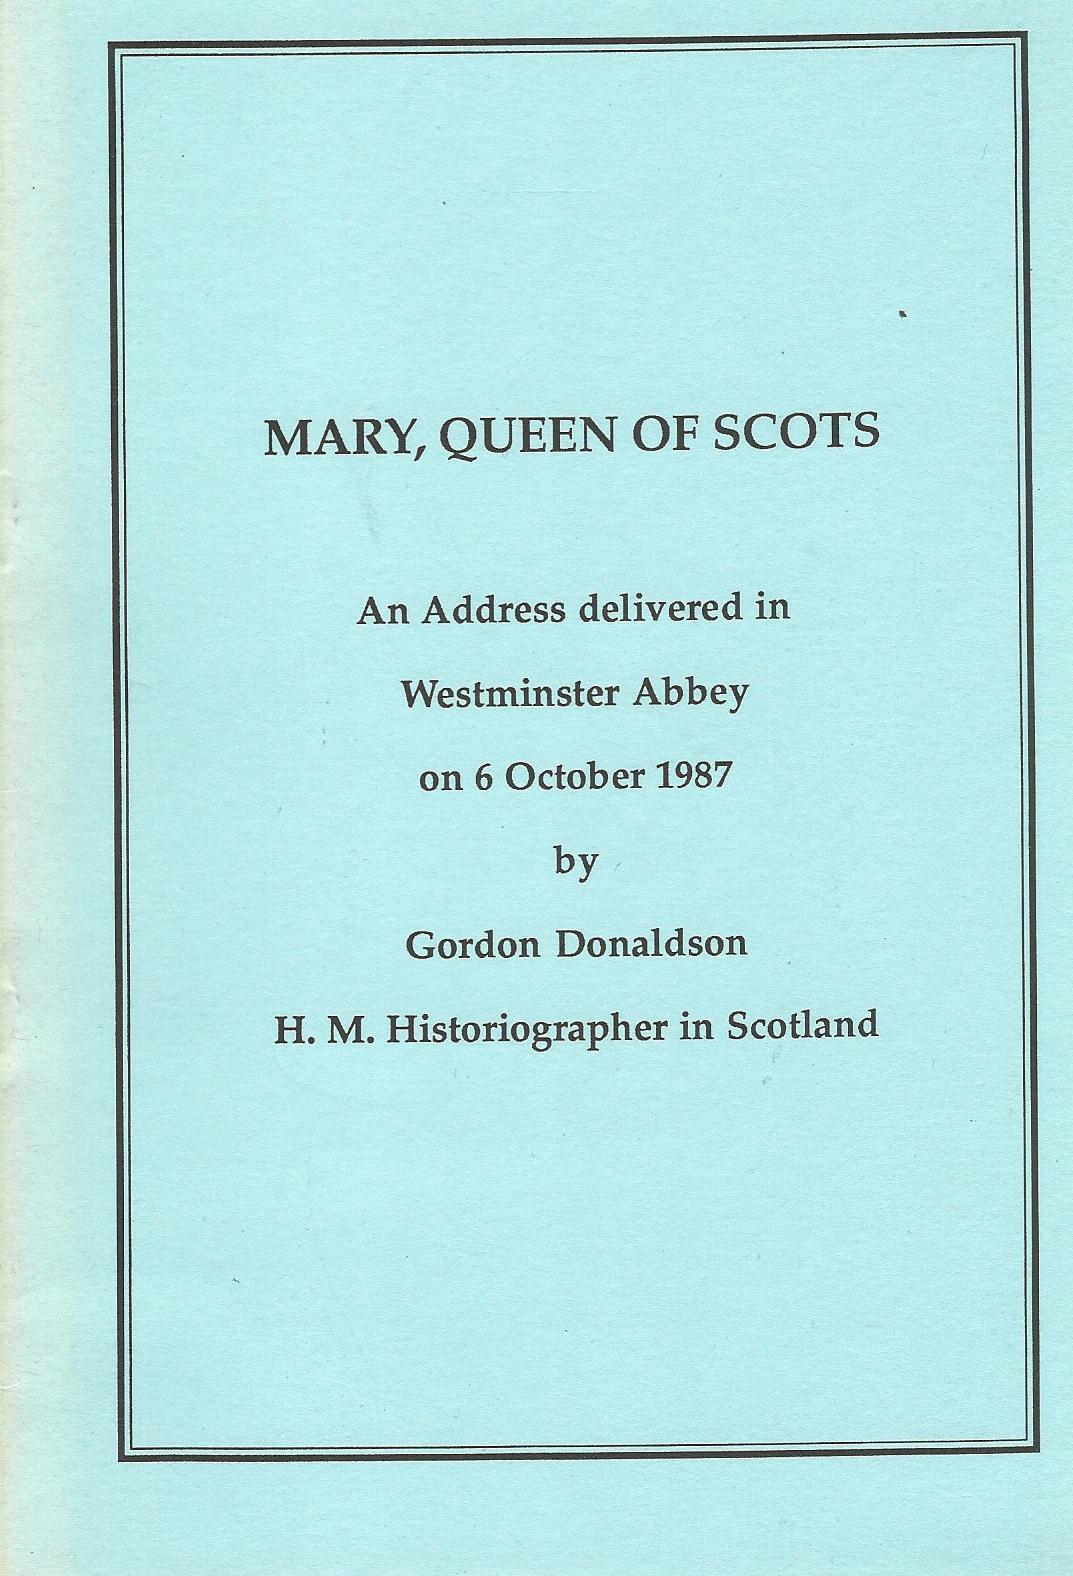 MARY, QUEEN OF SCOTS
An Address delivered in
Westminster Abbey
on 6 October 1987
by
Gordon Donaldson
H. M. Historiographer in Scotland